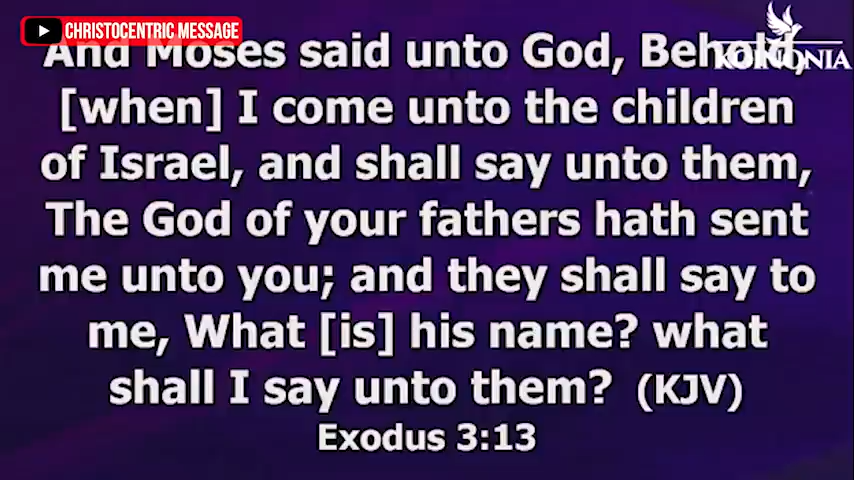 CHRISTOCENTRIC MESSAGE
KOINONIA
And Moses said unto God, Behold,
[when] I come unto the children
of Israel, and shall say unto them,
The God of your fathers hath sent
me unto you; and they shall say to
me, What [is] his name? what
shall I say unto them? (KJV)
Exodus 3:13